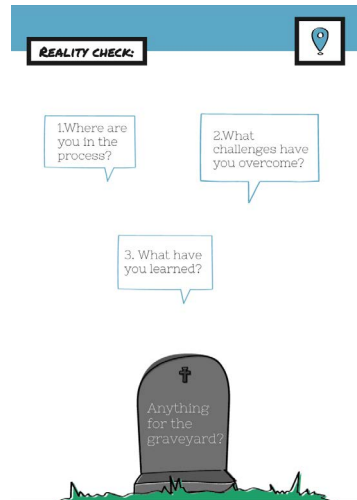 REALITY CHECK:
1.Where are
you in the
process?
2.What
challenges have
you overcome?
3. What have
you learned?
Anything
for the
graveyard?